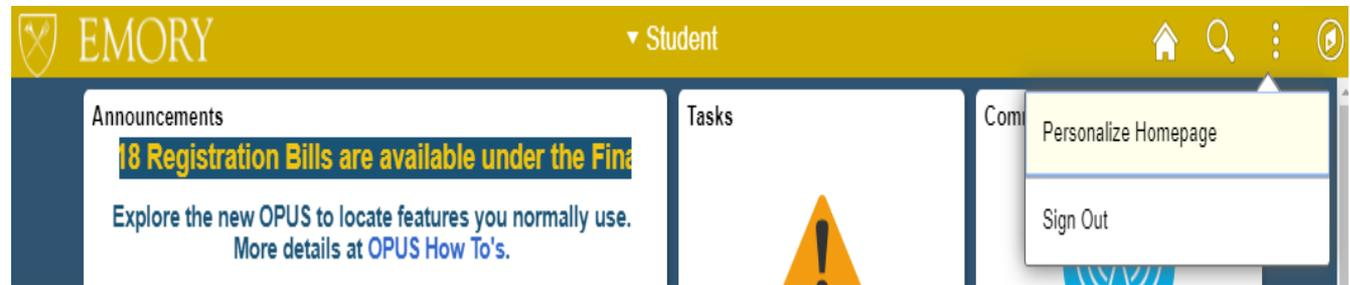 EMORY
Student
Announcements
18 Registration Bills are available under the Fina
Explore the new OPUS to locate features you normally use.
More details at OPUS How To's.
Tasks
Com
Personalize Homepage
Sign Out